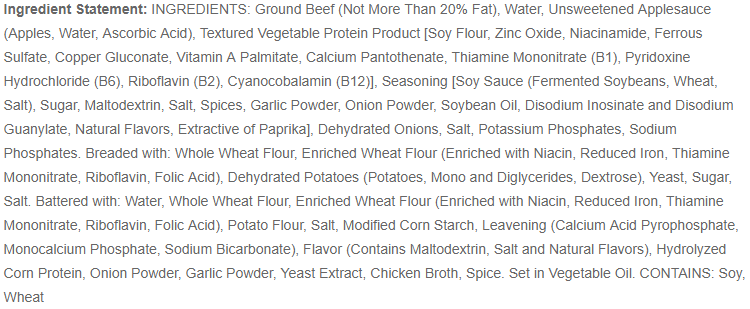 Ingredient Statement: INGREDIENTS: Ground Beef (Not More Than 20% Fat), Water, Unsweetened Applesauce
(Apples, Water, Ascorbic Acid), Textured Vegetable Protein Product [Soy Flour, Zinc Oxide, Niacinamide, Ferrous
Sulfate, Copper Gluconate, Vitamin A Palmitate, Calcium Pantothenate, Thiamine Mononitrate (B1), Pyridoxine
Hydrochloride (B6), Riboflavin (B2), Cyanocobalamin (B12)], Seasoning [Soy Sauce (Fermented Soybeans, Wheat,
Salt), Sugar, Maltodextrin, Salt, Spices, Garlic Powder, Onion Powder, Soybean Oil, Disodium Inosinate and Disodium
Guanylate, Natural Flavors, Extractive of Paprika], Dehydrated Onions, Salt, Potassium Phosphates, Sodium
Phosphates. Breaded with: Whole Wheat Flour, Enriched Wheat Flour (Enriched with Niacin, Reduced Iron, Thiamine
Mononitrate, Riboflavin, Folic Acid), Dehydrated Potatoes (Potatoes, Mono and Diglycerides, Dextrose), Yeast, Sugar,
Salt. Battered with: Water, Whole Wheat Flour, Enriched Wheat Flour (Enriched with Niacin, Reduced Iron, Thiamine
Mononitrate, Riboflavin, Folic Acid), Potato Flour, Salt, Modified Corn Starch, Leavening (Calcium Acid Pyrophosphate,
Monocalcium Phosphate, Sodium Bicarbonate), Flavor (Contains Maltodextrin, Salt and Natural Flavors), Hydrolyzed
Corn Protein, Onion Powder, Garlic Powder, Yeast Extract, Chicken Broth, Spice. Set in Vegetable Oil. CONTAINS: Soy,
Wheat